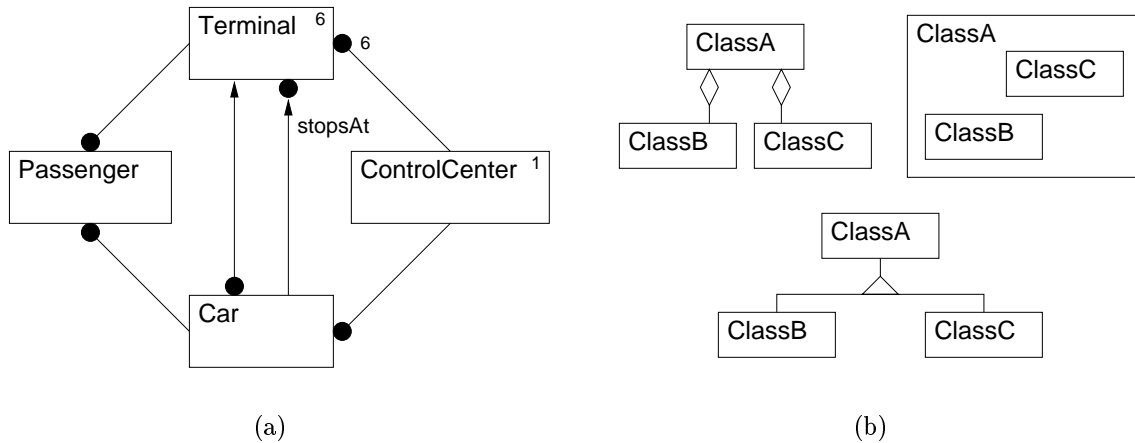 Terminal 6
6
stopsAt
Passenger
ControlCenter 1
Car
(a)
ClassA
ClassB
ClassC
ClassA
ClassC
ClassB
ClassA
ClassB
ClassC
(b)